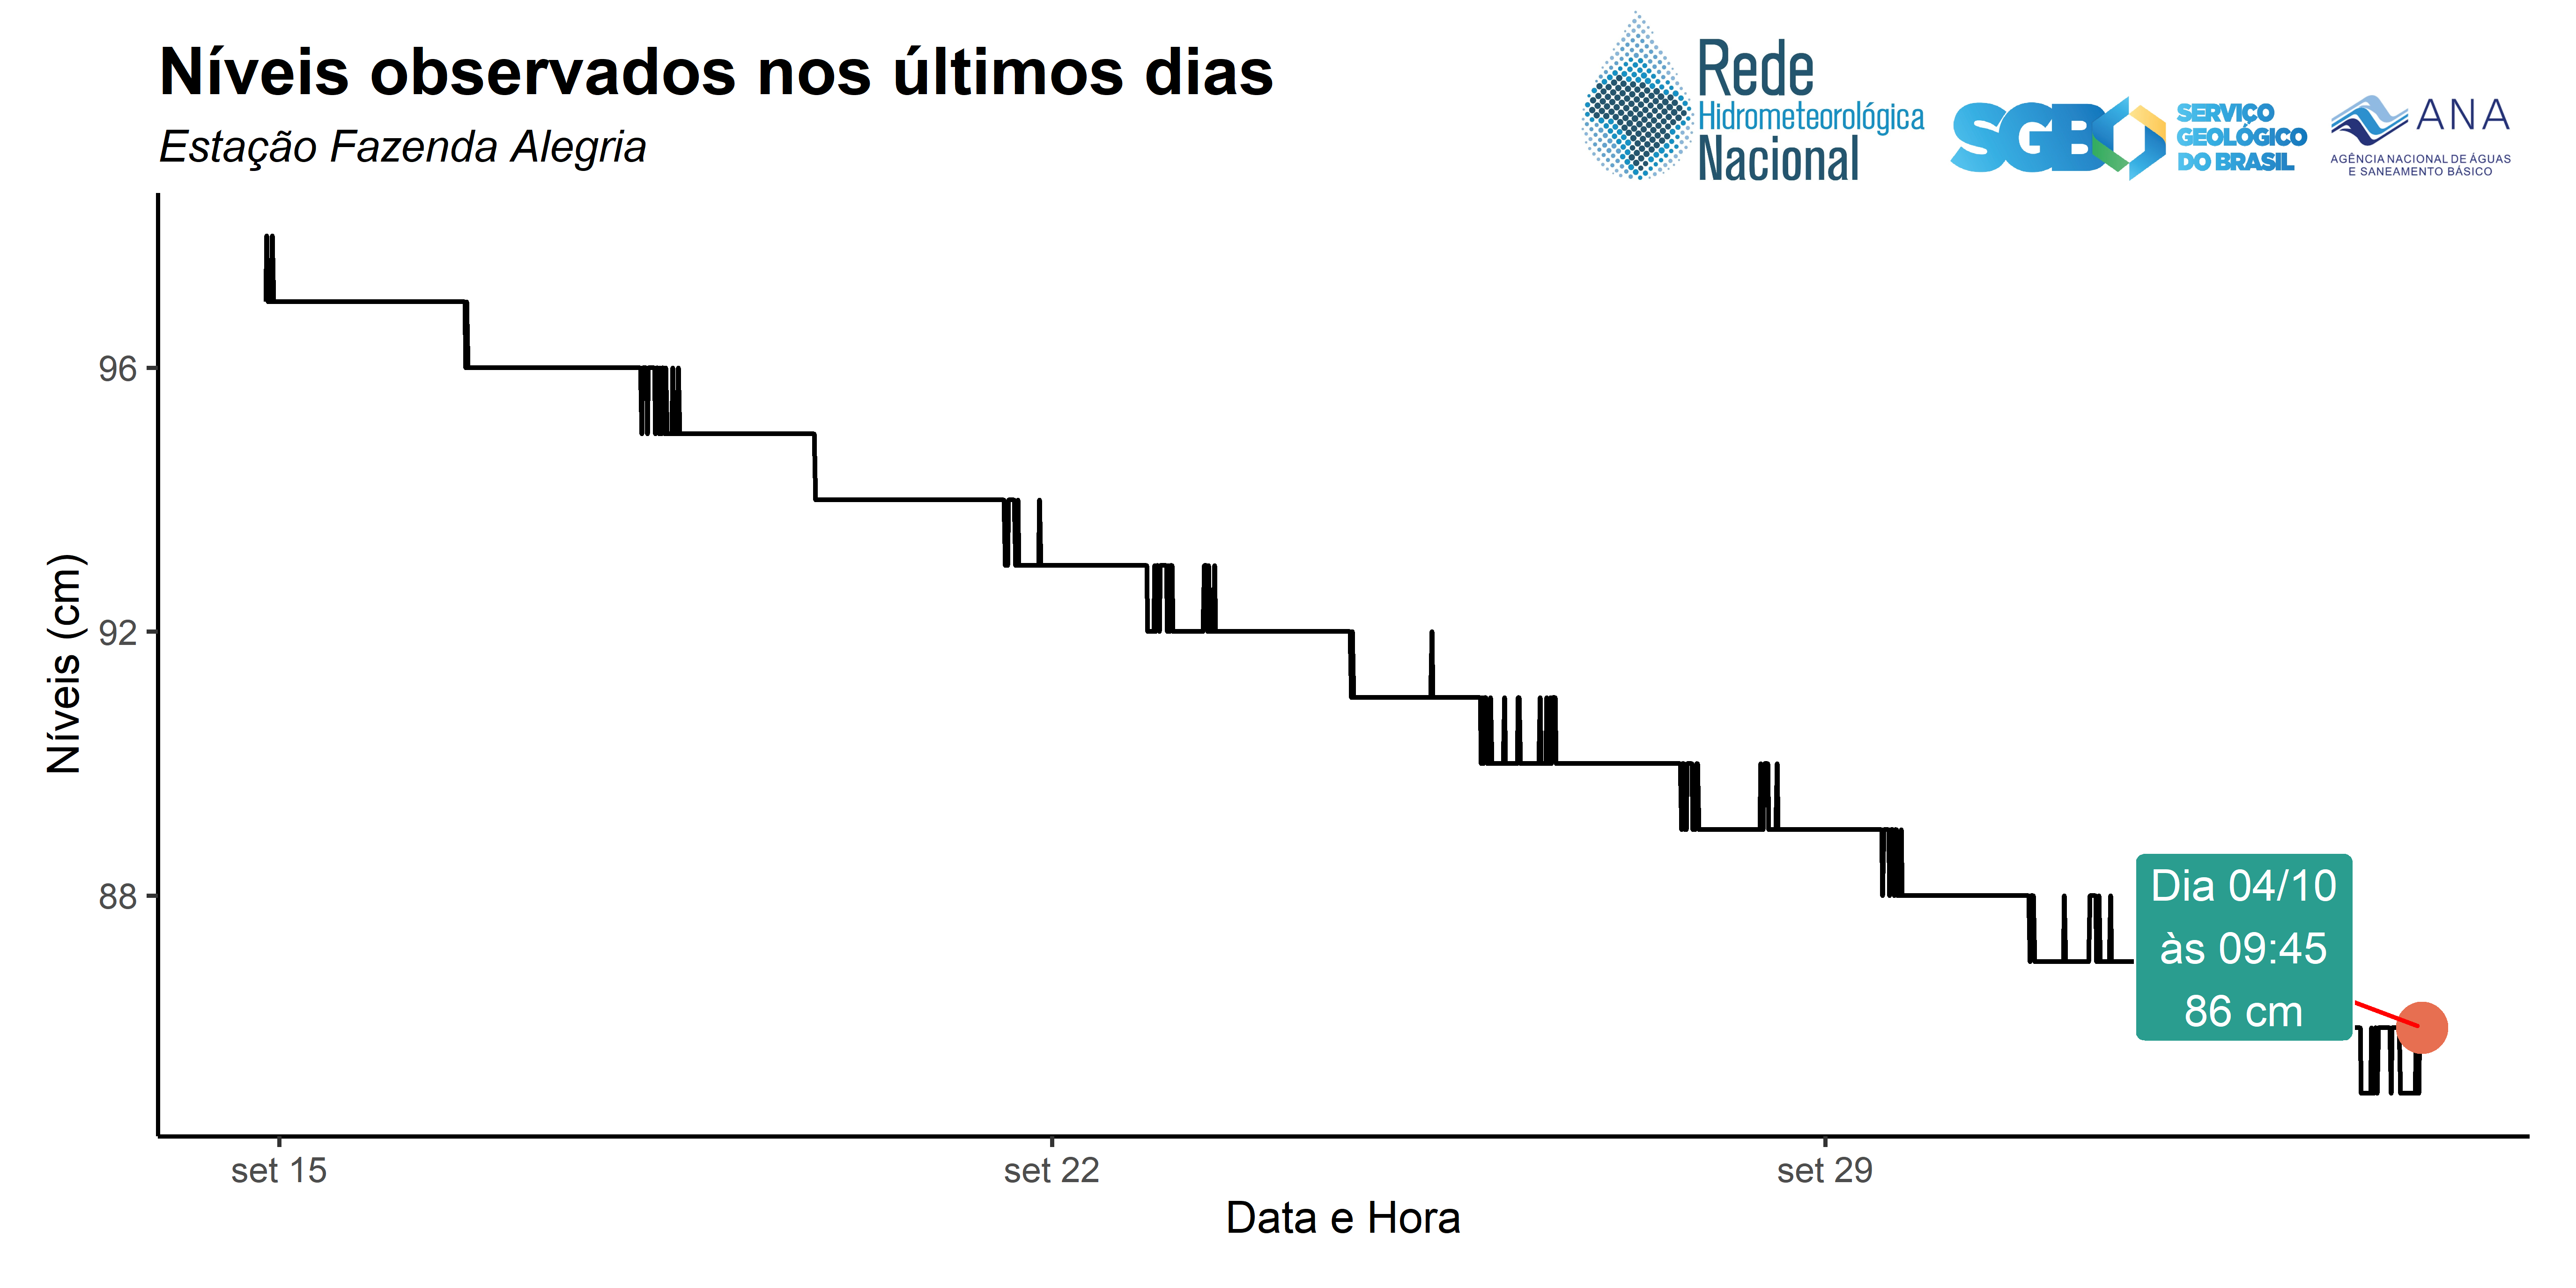 Níveis observados nos últimos dias
Estação Fazenda Alegria
Rede
Hidrometeorológica
Nacional
SGB
SERVIÇO
GEOLÓGICO
DO BRASIL
ANA
AGÊNCIA NACIONAL DE ÁGUAS
E SANEAMENTO BÁSICO
Níveis (cm)
96
92
88
Dia 04/10
às 09:45
86 cm
set 15
set 22
set 29
Data e Hora